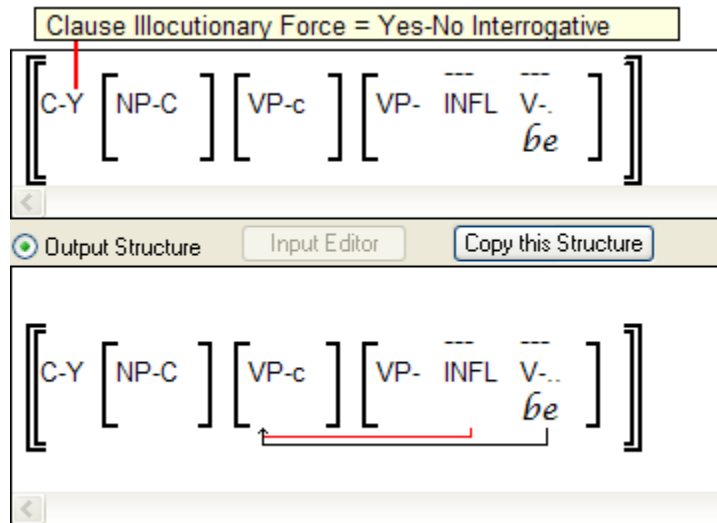 Clause Illocutionary Force = Yes-No Interrogative
C-Y [ NP-C ] [ VP-c ] [ VP- INFL V-. ]
be
Output Structure Input Editor Copy this Structure
C-Y [ NP-C ] [ VP-c ] [ VP- INFL V-.. ]
be